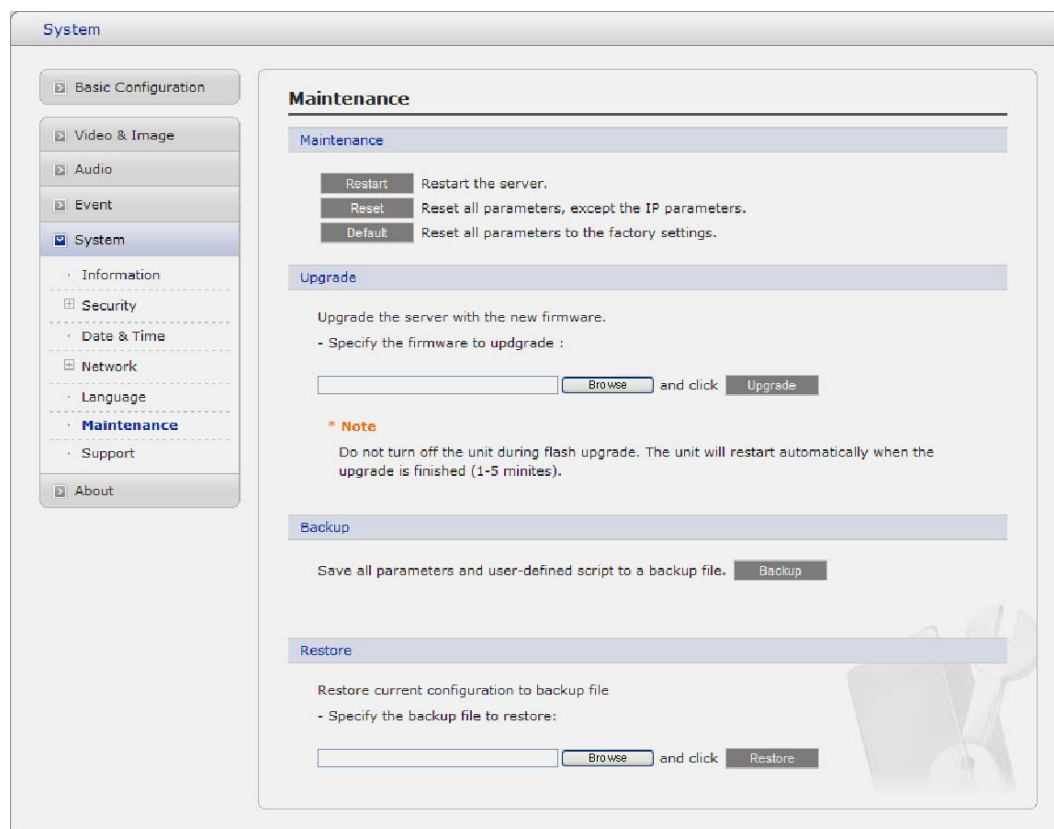 System
Basic Configuration
Video & Image
Audio
Event
System
Information
Security
Date & Time
Network
Language
Maintenance
Support
About
Maintenance
Maintenance
Restart Restart the server.
Reset Reset all parameters, except the IP parameters.
Default Reset all parameters to the factory settings.
Upgrade
Upgrade the server with the new firmware.
- Specify the firmware to updgrade :
Browse and click Upgrade
* Note
Do not turn off the unit during flash upgrade. The unit will restart automatically when the
upgrade is finished (1-5 minites).
Backup
Save all parameters and user-defined script to a backup file. Backup
Restore
Restore current configuration to backup file
- Specify the backup file to restore:
Browse and click Restore